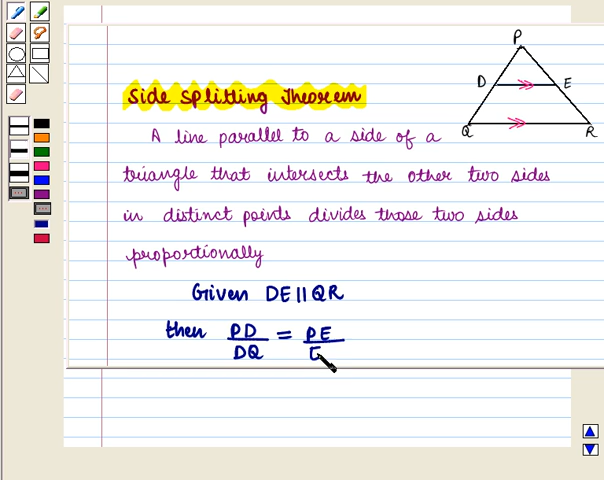 P
D E
Q R
Side Splitting Theorem
A line parallel to a side of a
triangle that intersects the other two sides
in distinct points divides those two sides
proportionally
Given DE || QR
then PD/DQ = PE/